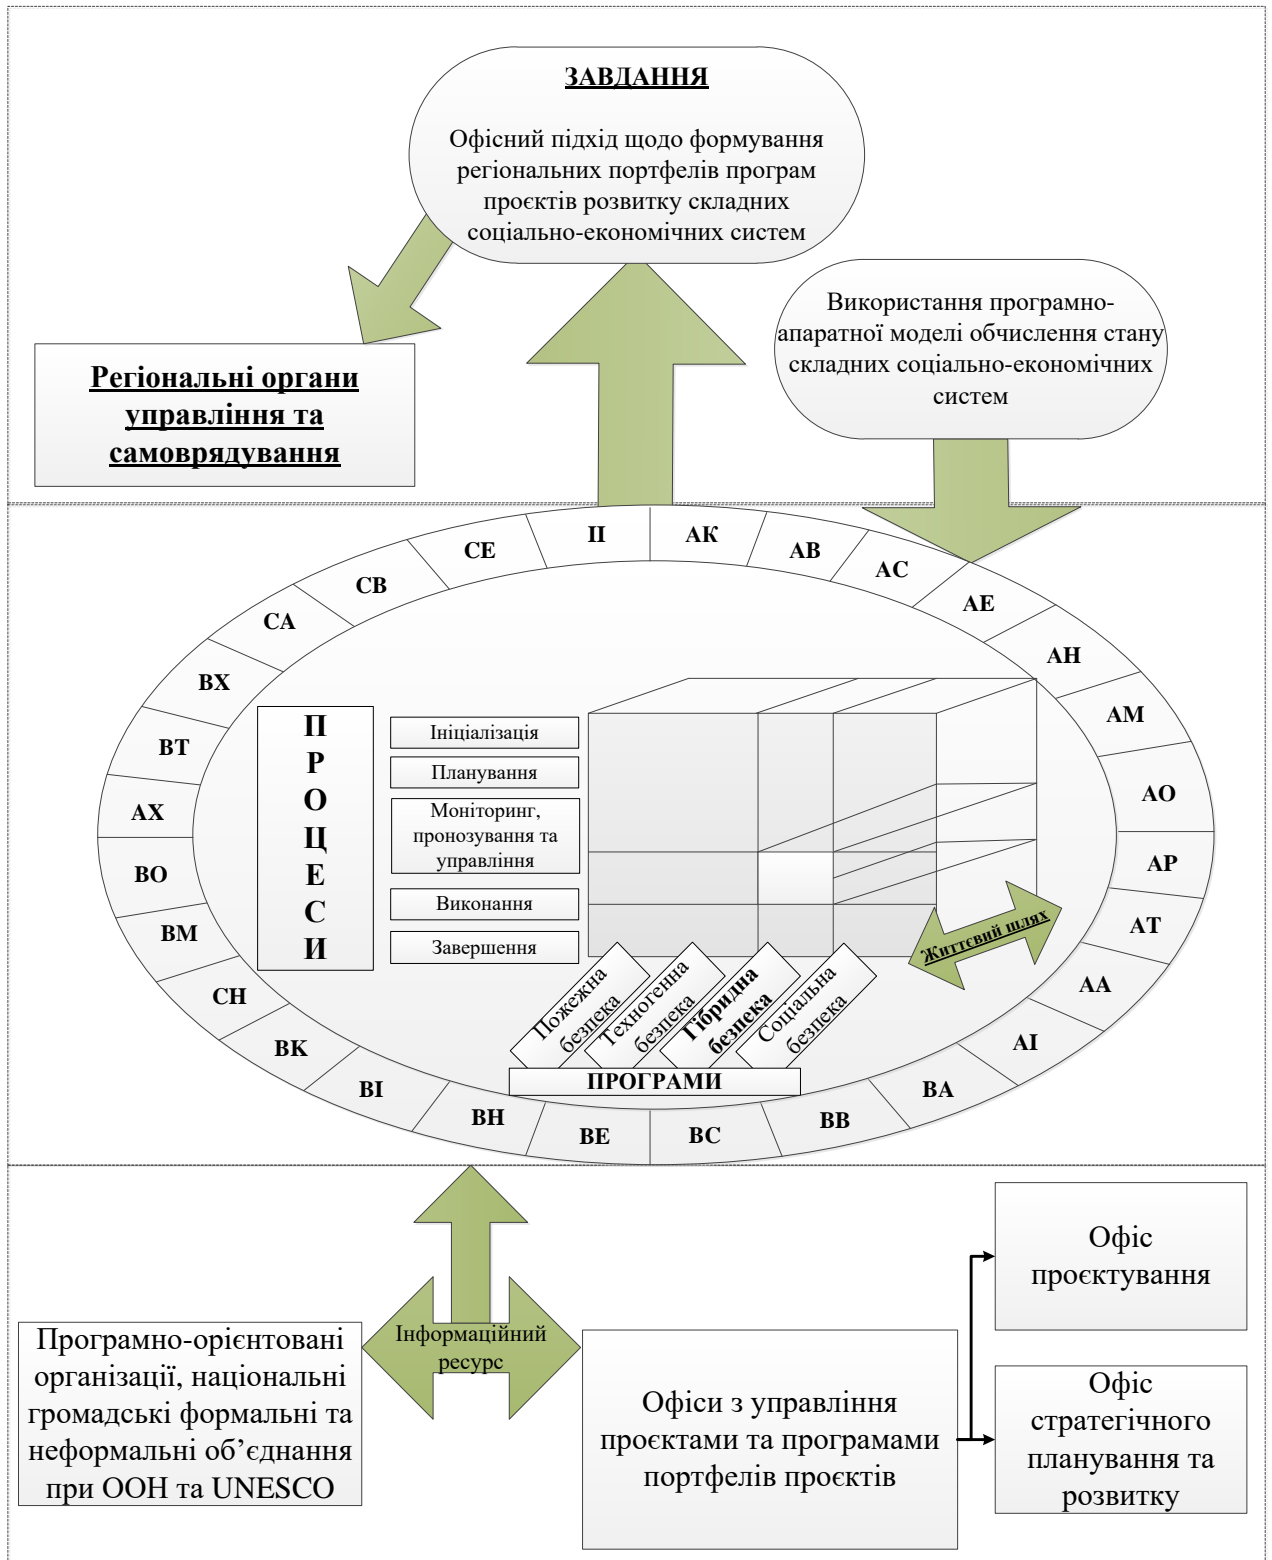 ЗАВДАННЯ
Офісний підхід щодо формування
регіональних портфелів програм
проєктів розвитку складних
соціально-економічних систем
Використання програмно-
апаратної моделі обчислення стану
складних соціально-економічних
систем
Регіональні органи
управління та
самоврядування
ІІ
АК
АВ
АС
АЕ
АН
АМ
АО
АР
АТ
АА
АІ
ВА
ВВ
ВС
ВЕ
ВН
ВІ
ВК
СН
ВМ
ВО
АХ
ВТ
ВХ
СА
СВ
СЕ
П
Р
О
Ц
Е
С
И
Ініціалізація
Планування
Моніторинг,
пронозування та
управління
Виконання
Завершення
Життєвий шлях
Пожежна
безпека
Техногенна
безпека
Гібридна
безпека
Соціальна
безпека
ПРОГРАМИ
Інформаційний
ресурс
Програмно-орієнтовані
організації, національні
громадські формальні та
неформальні об’єднання
при ООН та UNESCO
Офіси з управління
проєктами та програмами
портфелів проєктів
Офіс
проєктування
Офіс
стратегічного
планування та
розвитку